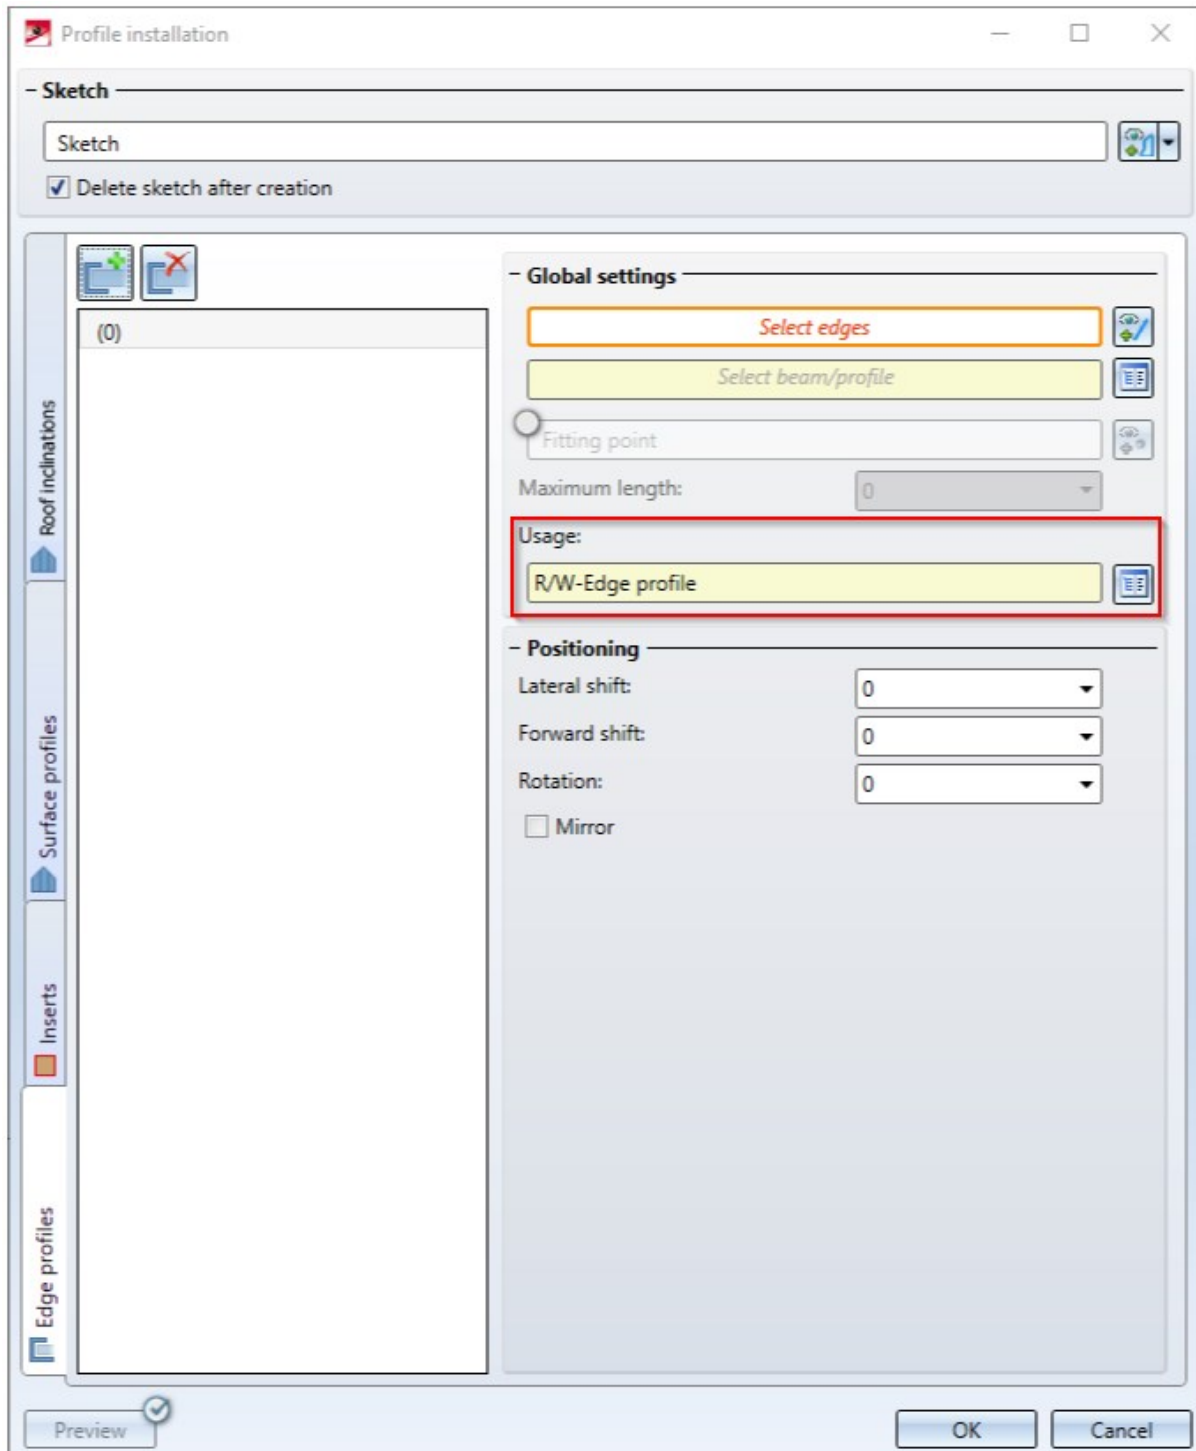 Profile installation
Sketch
Sketch
Delete sketch after creation
Roof inclinations
Surface profiles
Inserts
Edge profiles
(0)
Global settings
Select edges
Select beam/profile
Fitting point
Maximum length: 0
Usage:
R/W-Edge profile
Positioning
Lateral shift: 0
Forward shift: 0
Rotation: 0
Mirror
Preview OK Cancel